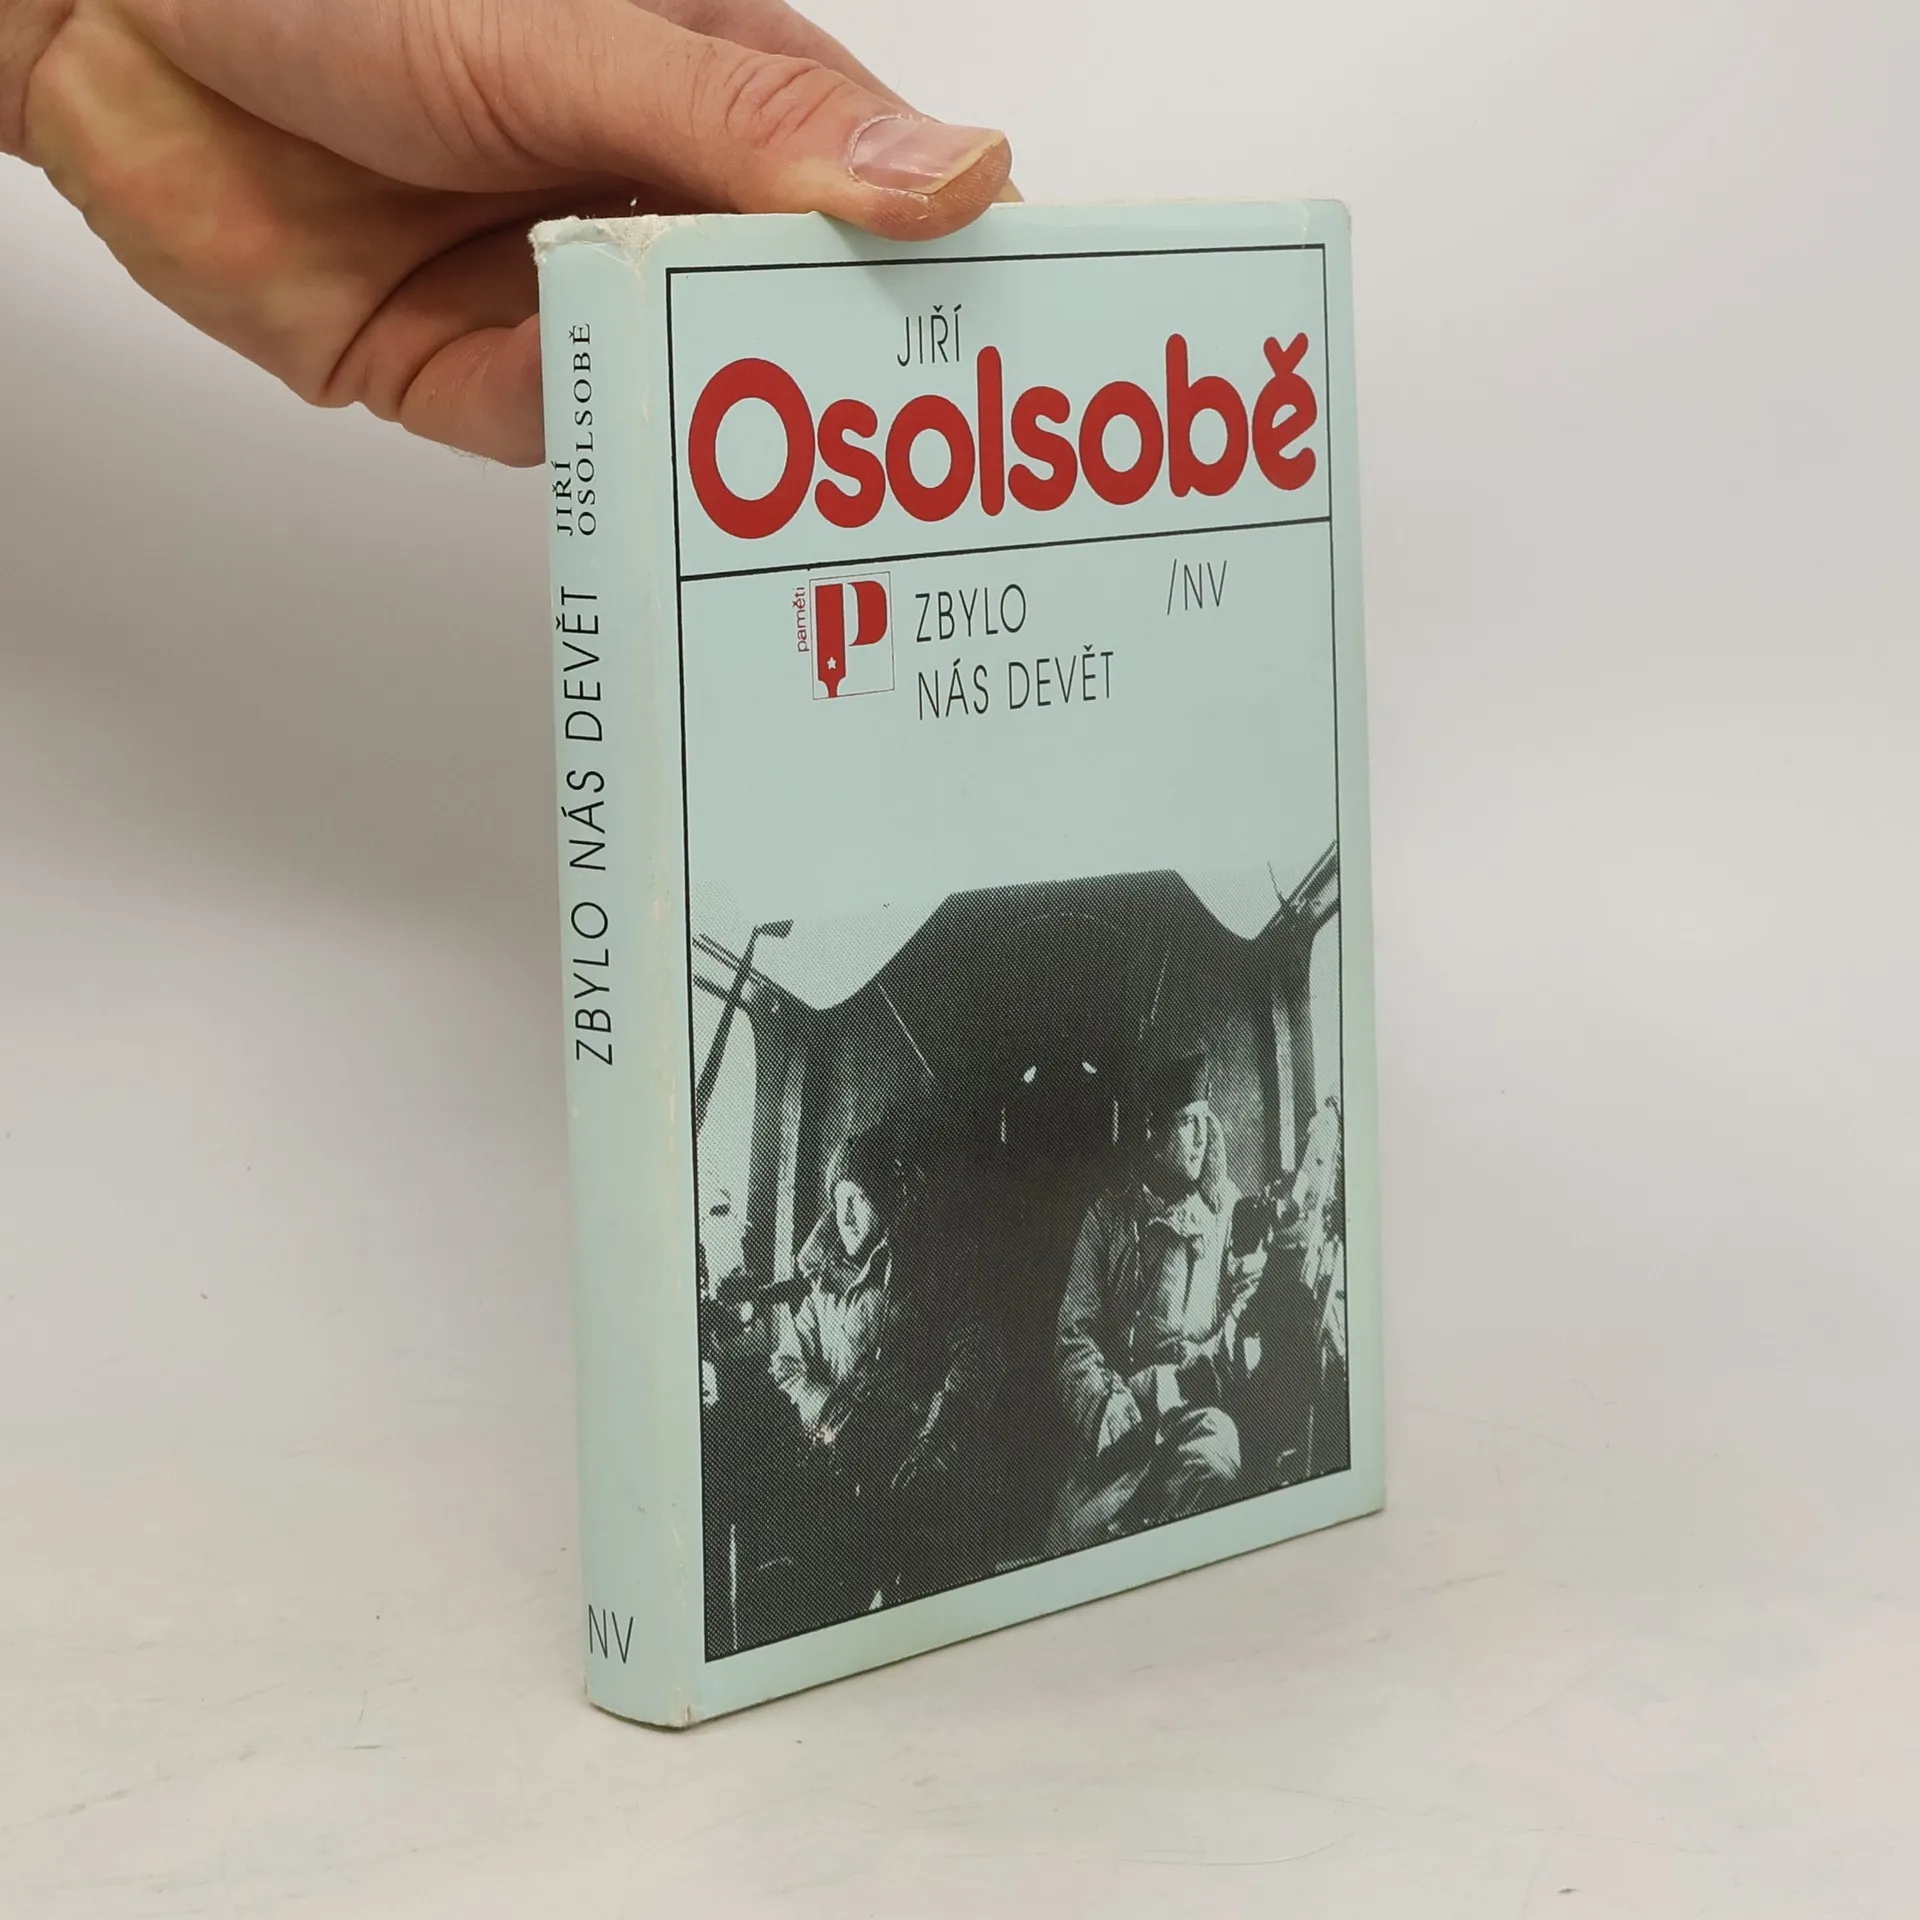 JIŘÍ
Osolsobě
paměti
P
ZBYLO
NÁS DEVĚT
/NV
JIŘÍ
OSOLSOBĚ
ZBYLO NÁS DEVĚT
NV